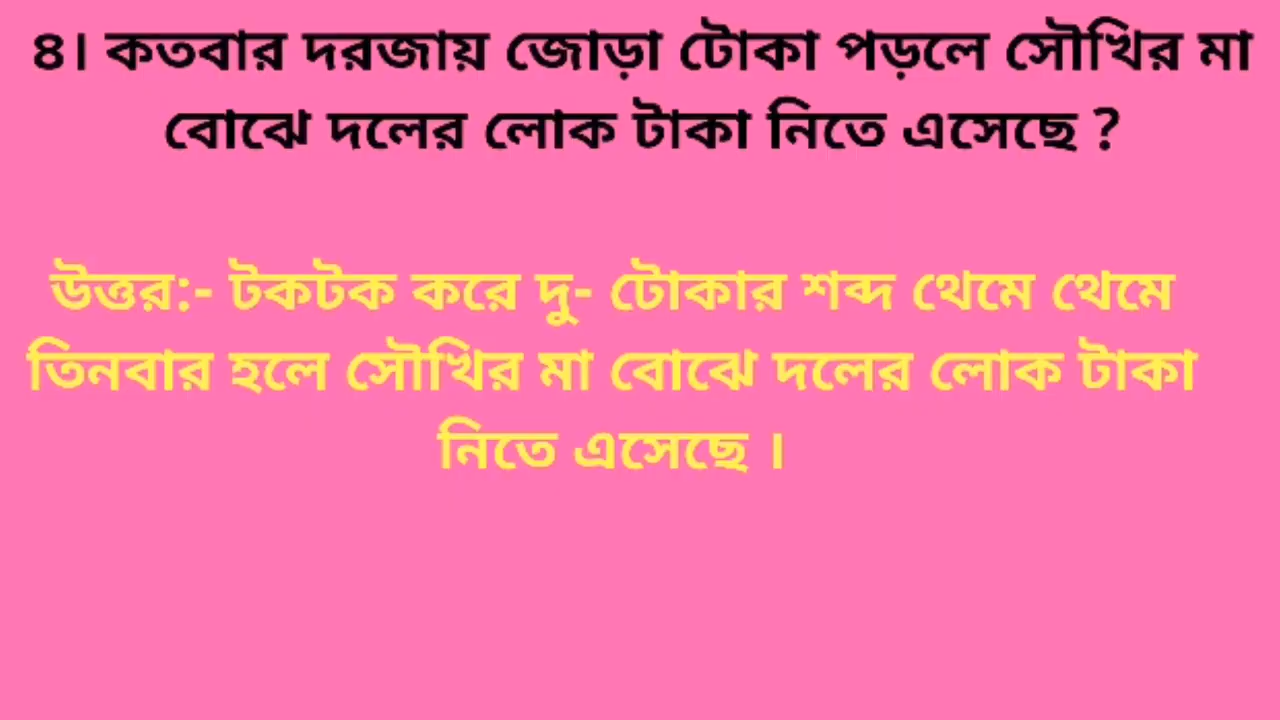 ৪। কতবার দরজায় জোড়া টোকা পড়লে সৌখির মা
বোঝে দলের লোক টাকা নিতে এসেছে ?
উত্তর:- টকটক করে দু- টোকার শব্দ থেমে থেমে
তিনবার হলে সৌখির মা বোঝে দলের লোক টাকা
নিতে এসেছে ।